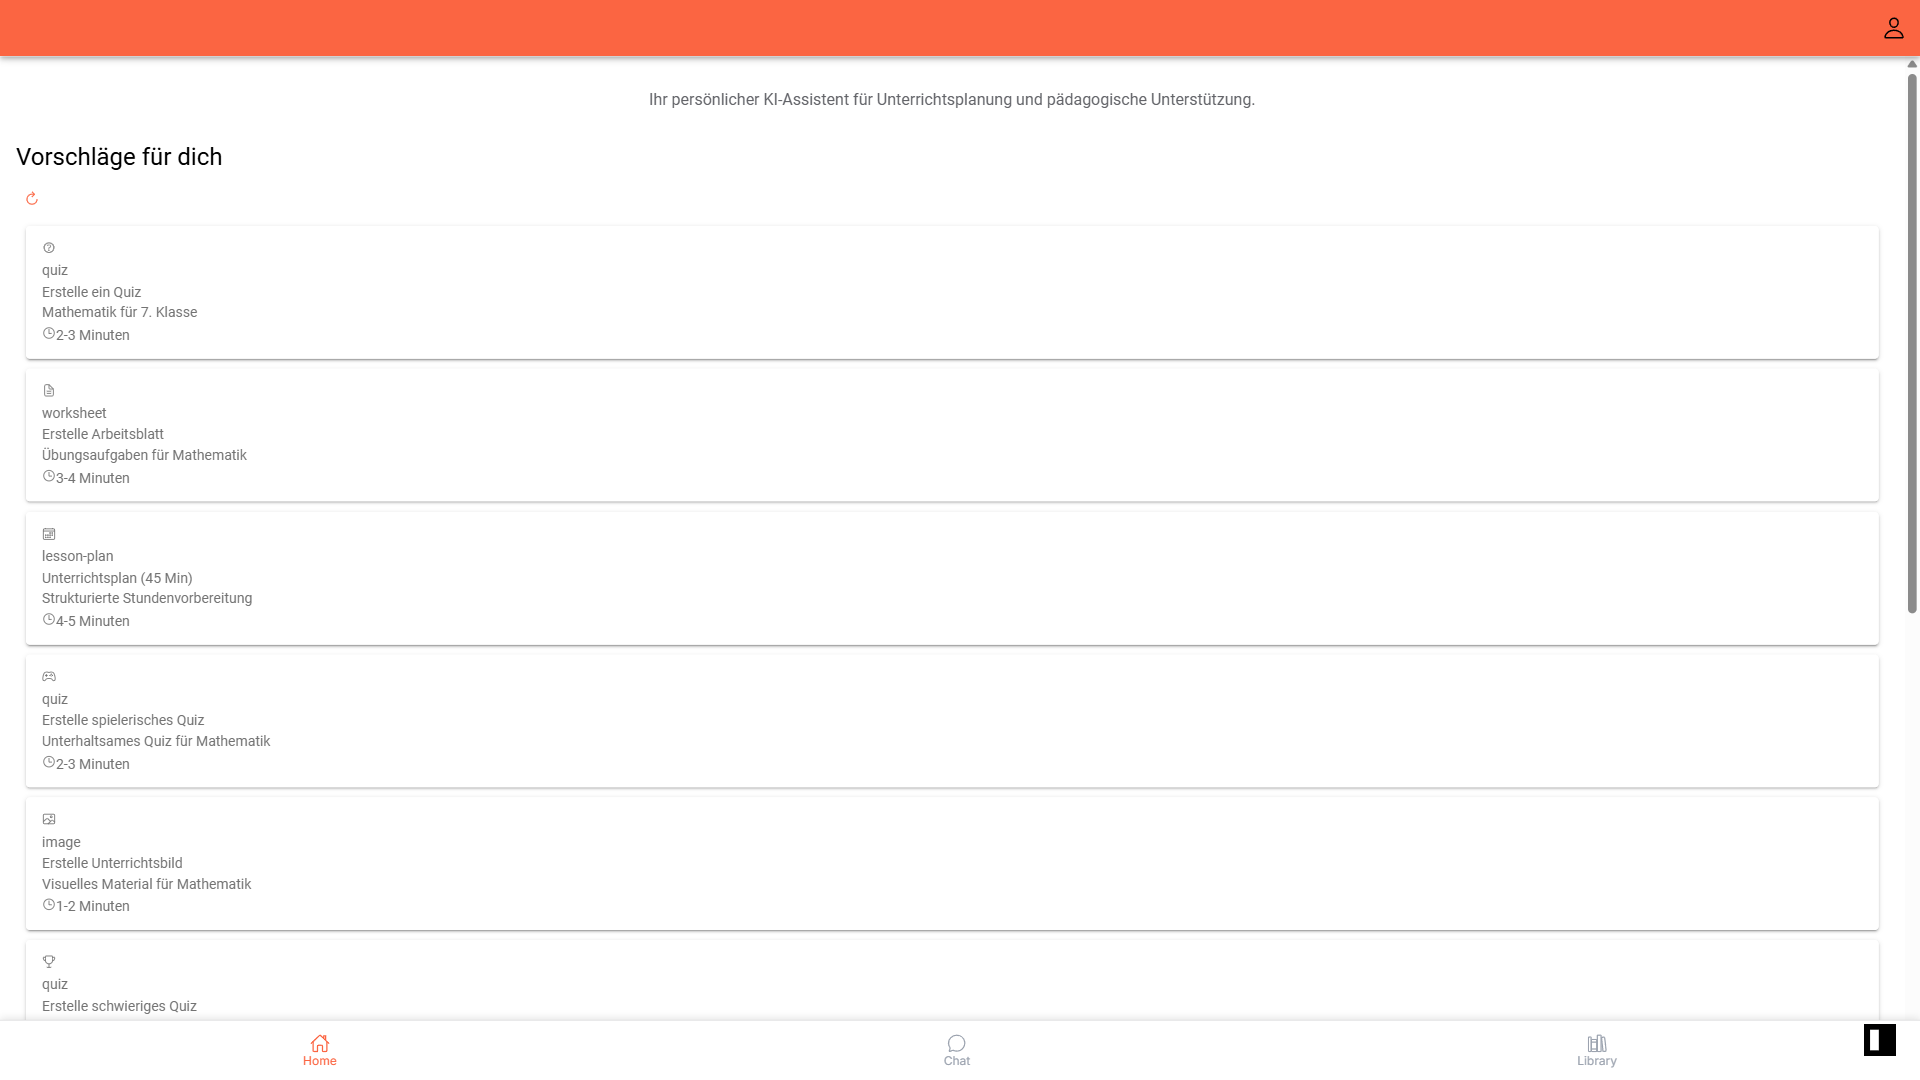 Ihr persönlicher KI-Assistent für Unterrichtsplanung und pädagogische Unterstützung.
Vorschläge für dich
quiz
Erstelle ein Quiz
Mathematik für 7. Klasse
2-3 Minuten
worksheet
Erstelle Arbeitsblatt
Übungsaufgaben für Mathematik
3-4 Minuten
lesson-plan
Unterrichtsplan (45 Min)
Strukturierte Stundenvorbereitung
4-5 Minuten
quiz
Erstelle spielerisches Quiz
Unterhaltsames Quiz für Mathematik
2-3 Minuten
image
Erstelle Unterrichtsbild
Visuelles Material für Mathematik
1-2 Minuten
quiz
Erstelle schwieriges Quiz
Home
Chat
Library